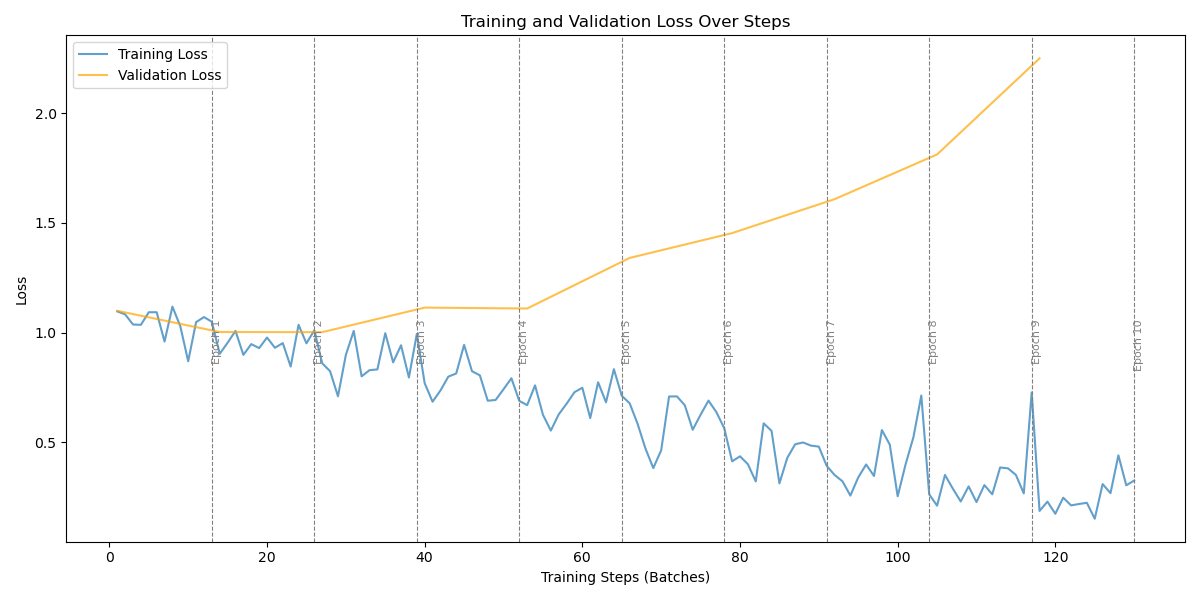 Training and Validation Loss Over Steps
Training Loss
Validation Loss
Loss
2.0
1.5
1.0
0.5
Epoch 1
Epoch 2
Epoch 3
Epoch 4
Epoch 5
Epoch 6
Epoch 7
Epoch 8
Epoch 9
Epoch 10
0
20
40
60
80
100
120
Training Steps (Batches)